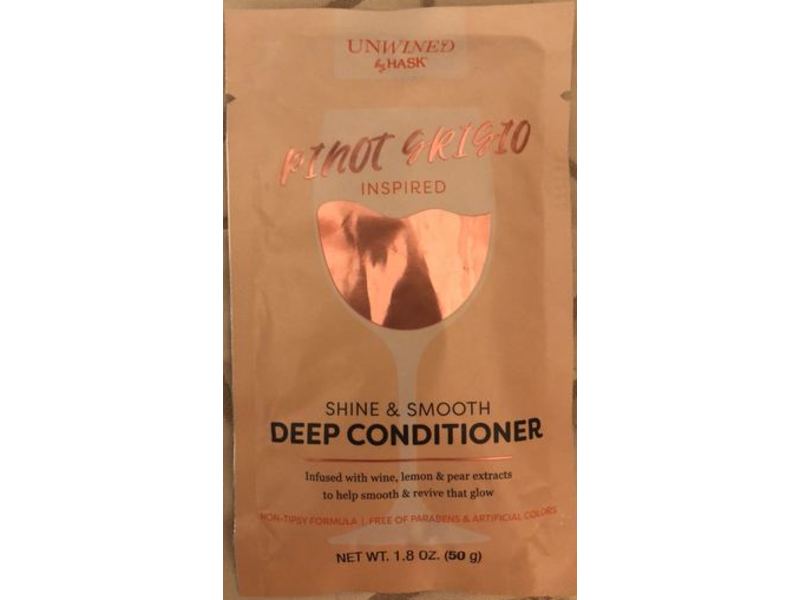 UNWINED
by HASK
PINOT GRIGIO
INSPIRED
SHINE & SMOOTH
DEEP CONDITIONER
Infused with wine, lemon & pear extracts
to help smooth & revive that glow
NON-TIPSY FORMULA | FREE OF PARABENS & ARTIFICIAL COLORS
NET WT. 1.8 OZ. (50 g)